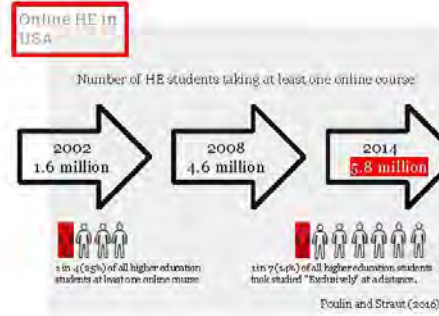 Online HE in
USA
Number of HE students taking at least one online course
2002
1.6 million
2008
4.6 million
2014
5.8 million
1 in 4(25%) of all higher education
students at least one online course
1 in 7(14%) of all higher education students
took studied "Exclusively" at a distance.
Poulin and Straut (2016)